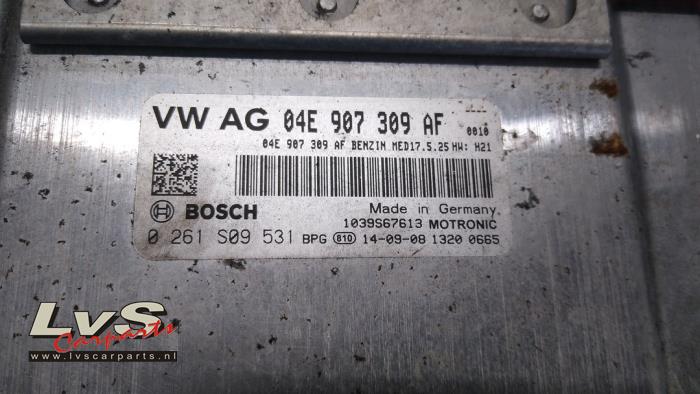 VW AG 04E 907 309 AF 0010
04E 907 309 AF BENZIN MED17.5.25 HW: H21
BOSCH
Made in Germany
1039S67613 MOTRONIC
0 261 S09 531 BPG 810 14-09-08 1320 0665
LvS
Carparts
www.lvscarparts.nl